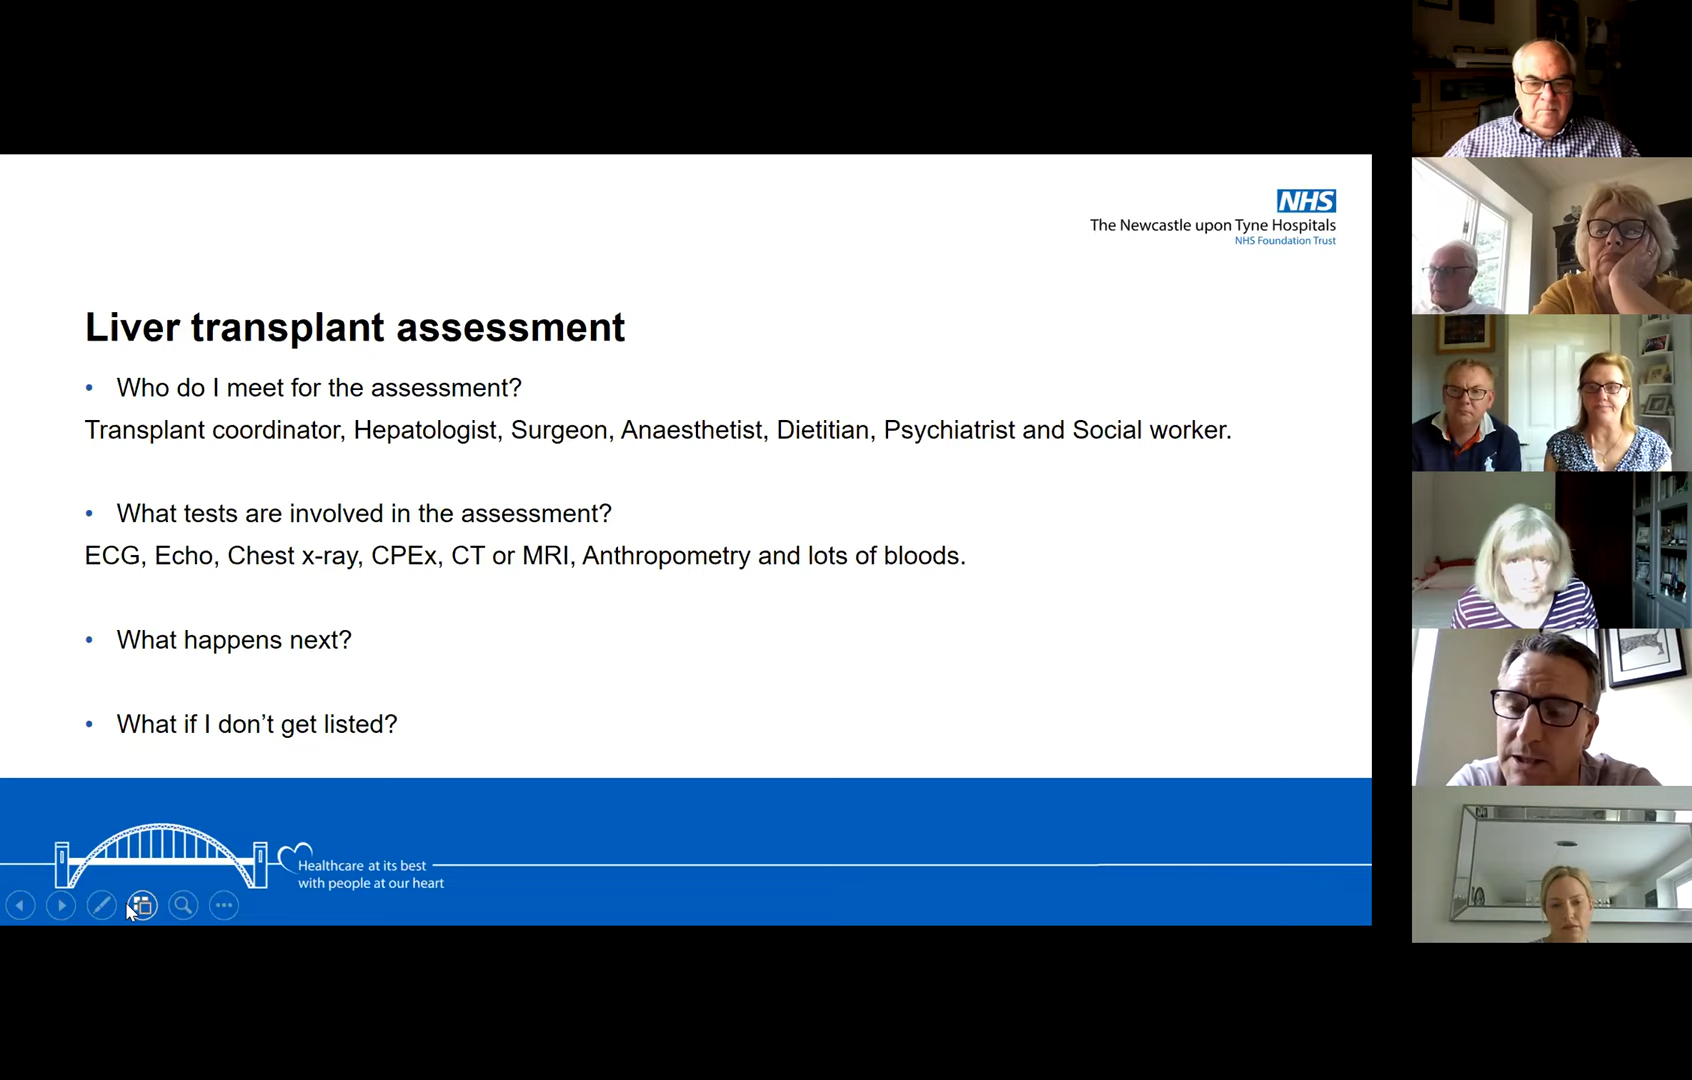 NHS
The Newcastle upon Tyne Hospitals
NHS Foundation Trust
Liver transplant assessment
• Who do I meet for the assessment?
Transplant coordinator, Hepatologist, Surgeon, Anaesthetist, Dietitian, Psychiatrist and Social worker.
• What tests are involved in the assessment?
ECG, Echo, Chest x-ray, CPEx, CT or MRI, Anthropometry and lots of bloods.
• What happens next?
• What if I don’t get listed?
Healthcare at its best
with people at our heart